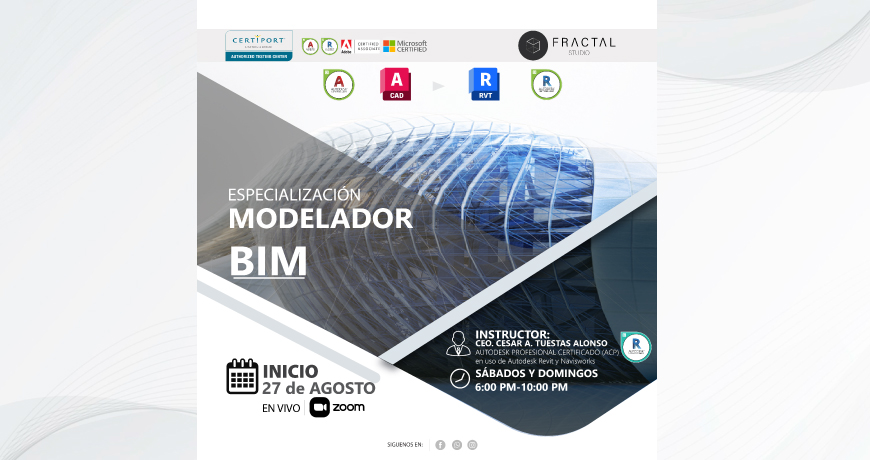 CERTIPORT
AUTHORIZED TESTING CENTER
Adobe
CERTIFIED
ASSOCIATE
Microsoft
CERTIFIED
FRACTAL
STUDIO
A
CAD
R
RVT
ESPECIALIZACIÓN
MODELADOR
BIM
INSTRUCTOR:
CEO. CESAR A. TUESTAS ALONSO
AUTODESK PROFESIONAL CERTIFICADO (ACP)
en uso de Autodesk Revit y Navisworks
SÁBADOS Y DOMINGOS
6:00 PM-10:00 PM
INICIO
27 de AGOSTO
EN VIVO zoom
SIGUENOS EN: